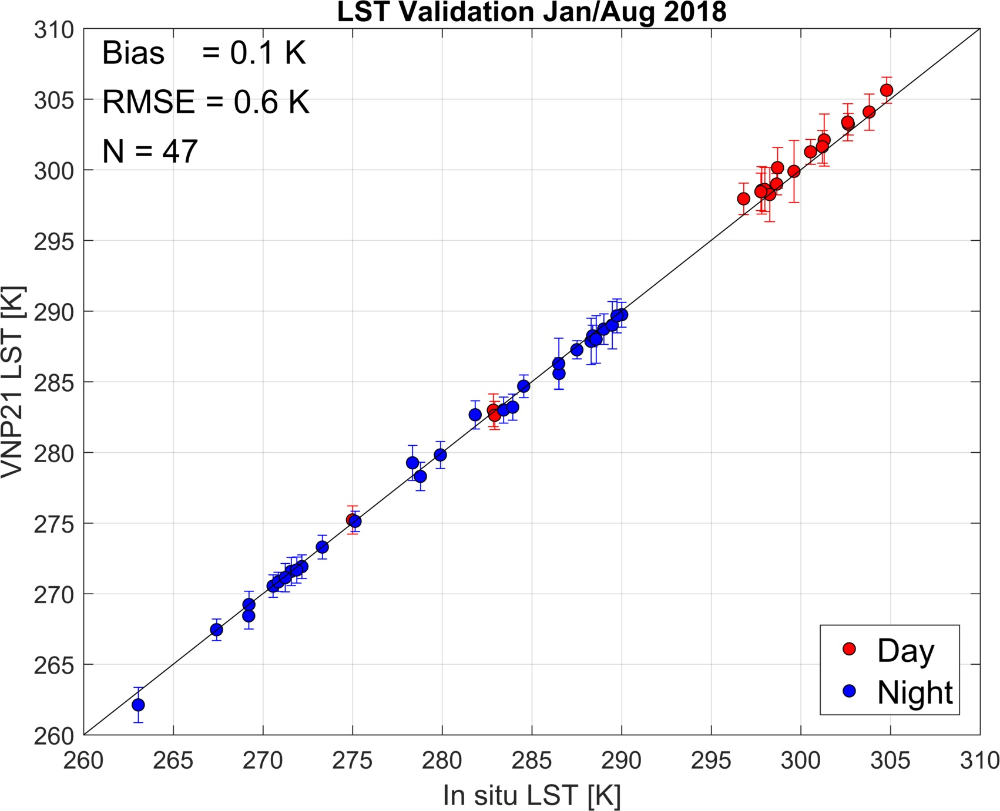 LST Validation Jan/Aug 2018
Bias = 0.1 K
RMSE = 0.6 K
N = 47
310
305
300
295
290
285
280
275
270
265
260
VNP21 LST [K]
Day
Night
260 265 270 275 280 285 290 295 300 305 310
In situ LST [K]